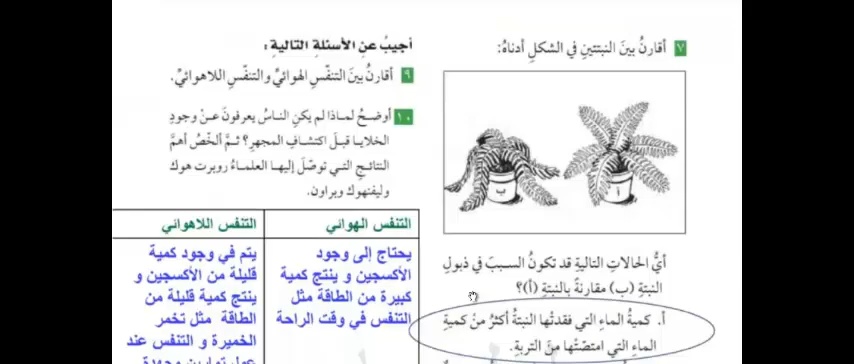 ٧ أقارنُ بينَ النبتتينِ في الشكلِ أدناهُ:
أ
ب
أيُّ الحالاتِ التاليةِ قد تكونُ السببَ في ذبولِ
النبتةِ (ب) مقارنةً بالنبتةِ (أ)؟
أ. كميةُ الماءِ التي فقدتْها النبتةُ أكثرُ منْ كميةِ
الماءِ التي امتصّتْها منَ التربةِ.
أجيبُ عنِ الأسئلةِ التاليةِ:
٩ أقارنُ بينَ التنفّسِ الهوائيِّ والتنفّسِ اللاهوائيِّ.
١٠ أوضحُ لماذا لم يكنِ الناسُ يعرفونَ عنْ وجودِ
الخلايا قبلَ اكتشافِ المجهرِ؟ ثمَّ ألخّصُ أهمَّ
النتائجِ التي توصّلَ إليها العلماءُ روبرت هوك
وليفنهوك وبراون.
التنفس الهوائي
يحتاج إلى وجود
الأكسجين و ينتج كمية
كبيرة من الطاقة مثل
التنفس في وقت الراحة
التنفس اللاهوائي
يتم في وجود كمية
قليلة من الأكسجين و
ينتج كمية قليلة من
الطاقة مثل تخمر
الخميرة و التنفس عند